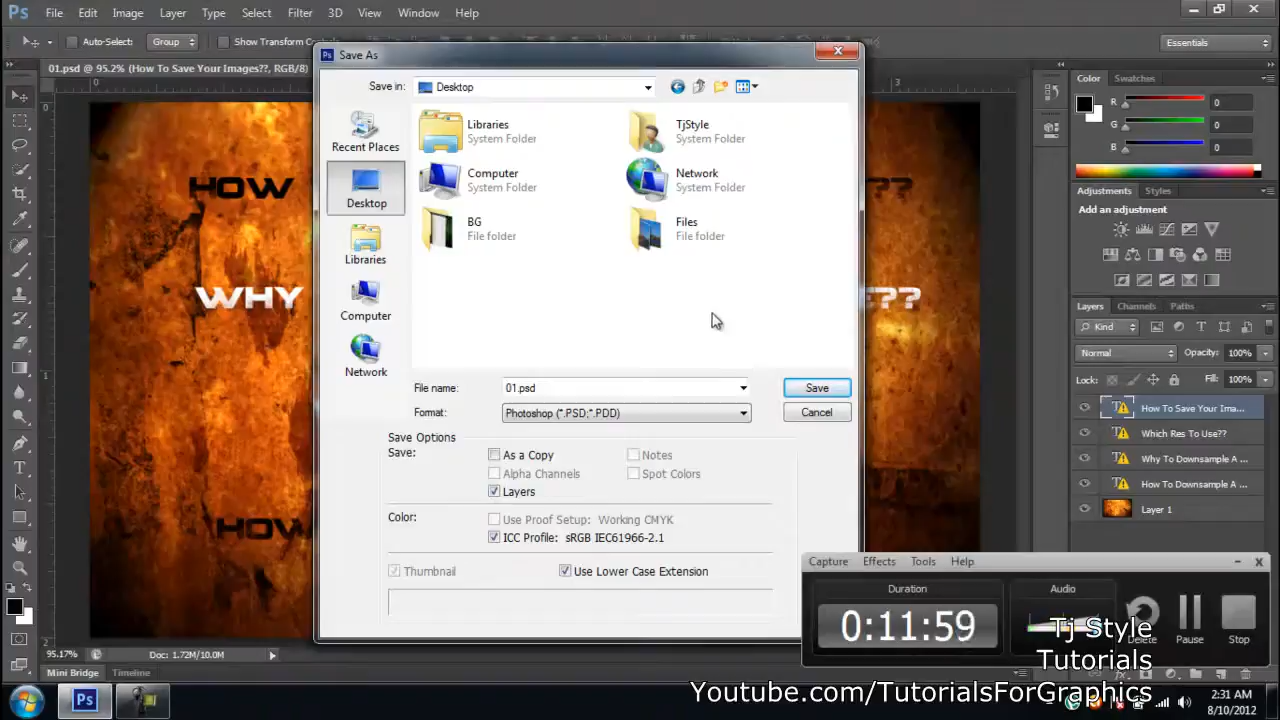 Ps File Edit Image Layer Type Select Filter 3D View Window Help
Auto-Select: Group Show Transform Essentials
01.psd @ 95.2% (How To Save Your Images??, RGB/8)
Save As
Save in: Desktop
Recent Places
Desktop
Libraries
Computer
Network
Libraries
System Folder
TjStyle
System Folder
Computer
System Folder
Network
System Folder
BG
File folder
Files
File folder
File name: 01.psd Save
Format: Photoshop (*.PSD;*.PDD) Cancel
Save Options
Save: As a Copy Notes
Alpha Channels Spot Colors
Layers
Color: Use Proof Setup: Working CMYK
ICC Profile: sRGB IEC61966-2.1
Thumbnail Use Lower Case Extension
HOW ??
WHY ??
HOW
Color Swatches
R 0
G 0
B 0
Adjustments Styles
Add an adjustment
Layers Channels Paths
Kind
Normal Opacity: 100%
Lock: Fill: 100%
How To Save Your Ima...
Which Res To Use??
Why To Downsample A ...
How To Downsample A ...
Layer 1
Capture Effects Tools Help
Duration Audio
0:11:59
Delete Pause Stop
Tj Style
Tutorials
Youtube.com/TutorialsForGraphics
95.17% Doc: 1.72M/10.0M
Mini Bridge Timeline
2:31 AM
8/10/2012